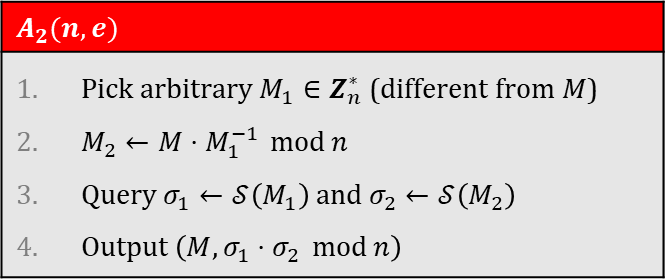 A₂(n, e)
1. Pick arbitrary M₁ ∈ Z*ₙ (different from M)
2. M₂ ← M · M₁⁻¹ mod n
3. Query σ₁ ← 𝒮(M₁) and σ₂ ← 𝒮(M₂)
4. Output (M, σ₁ · σ₂ mod n)